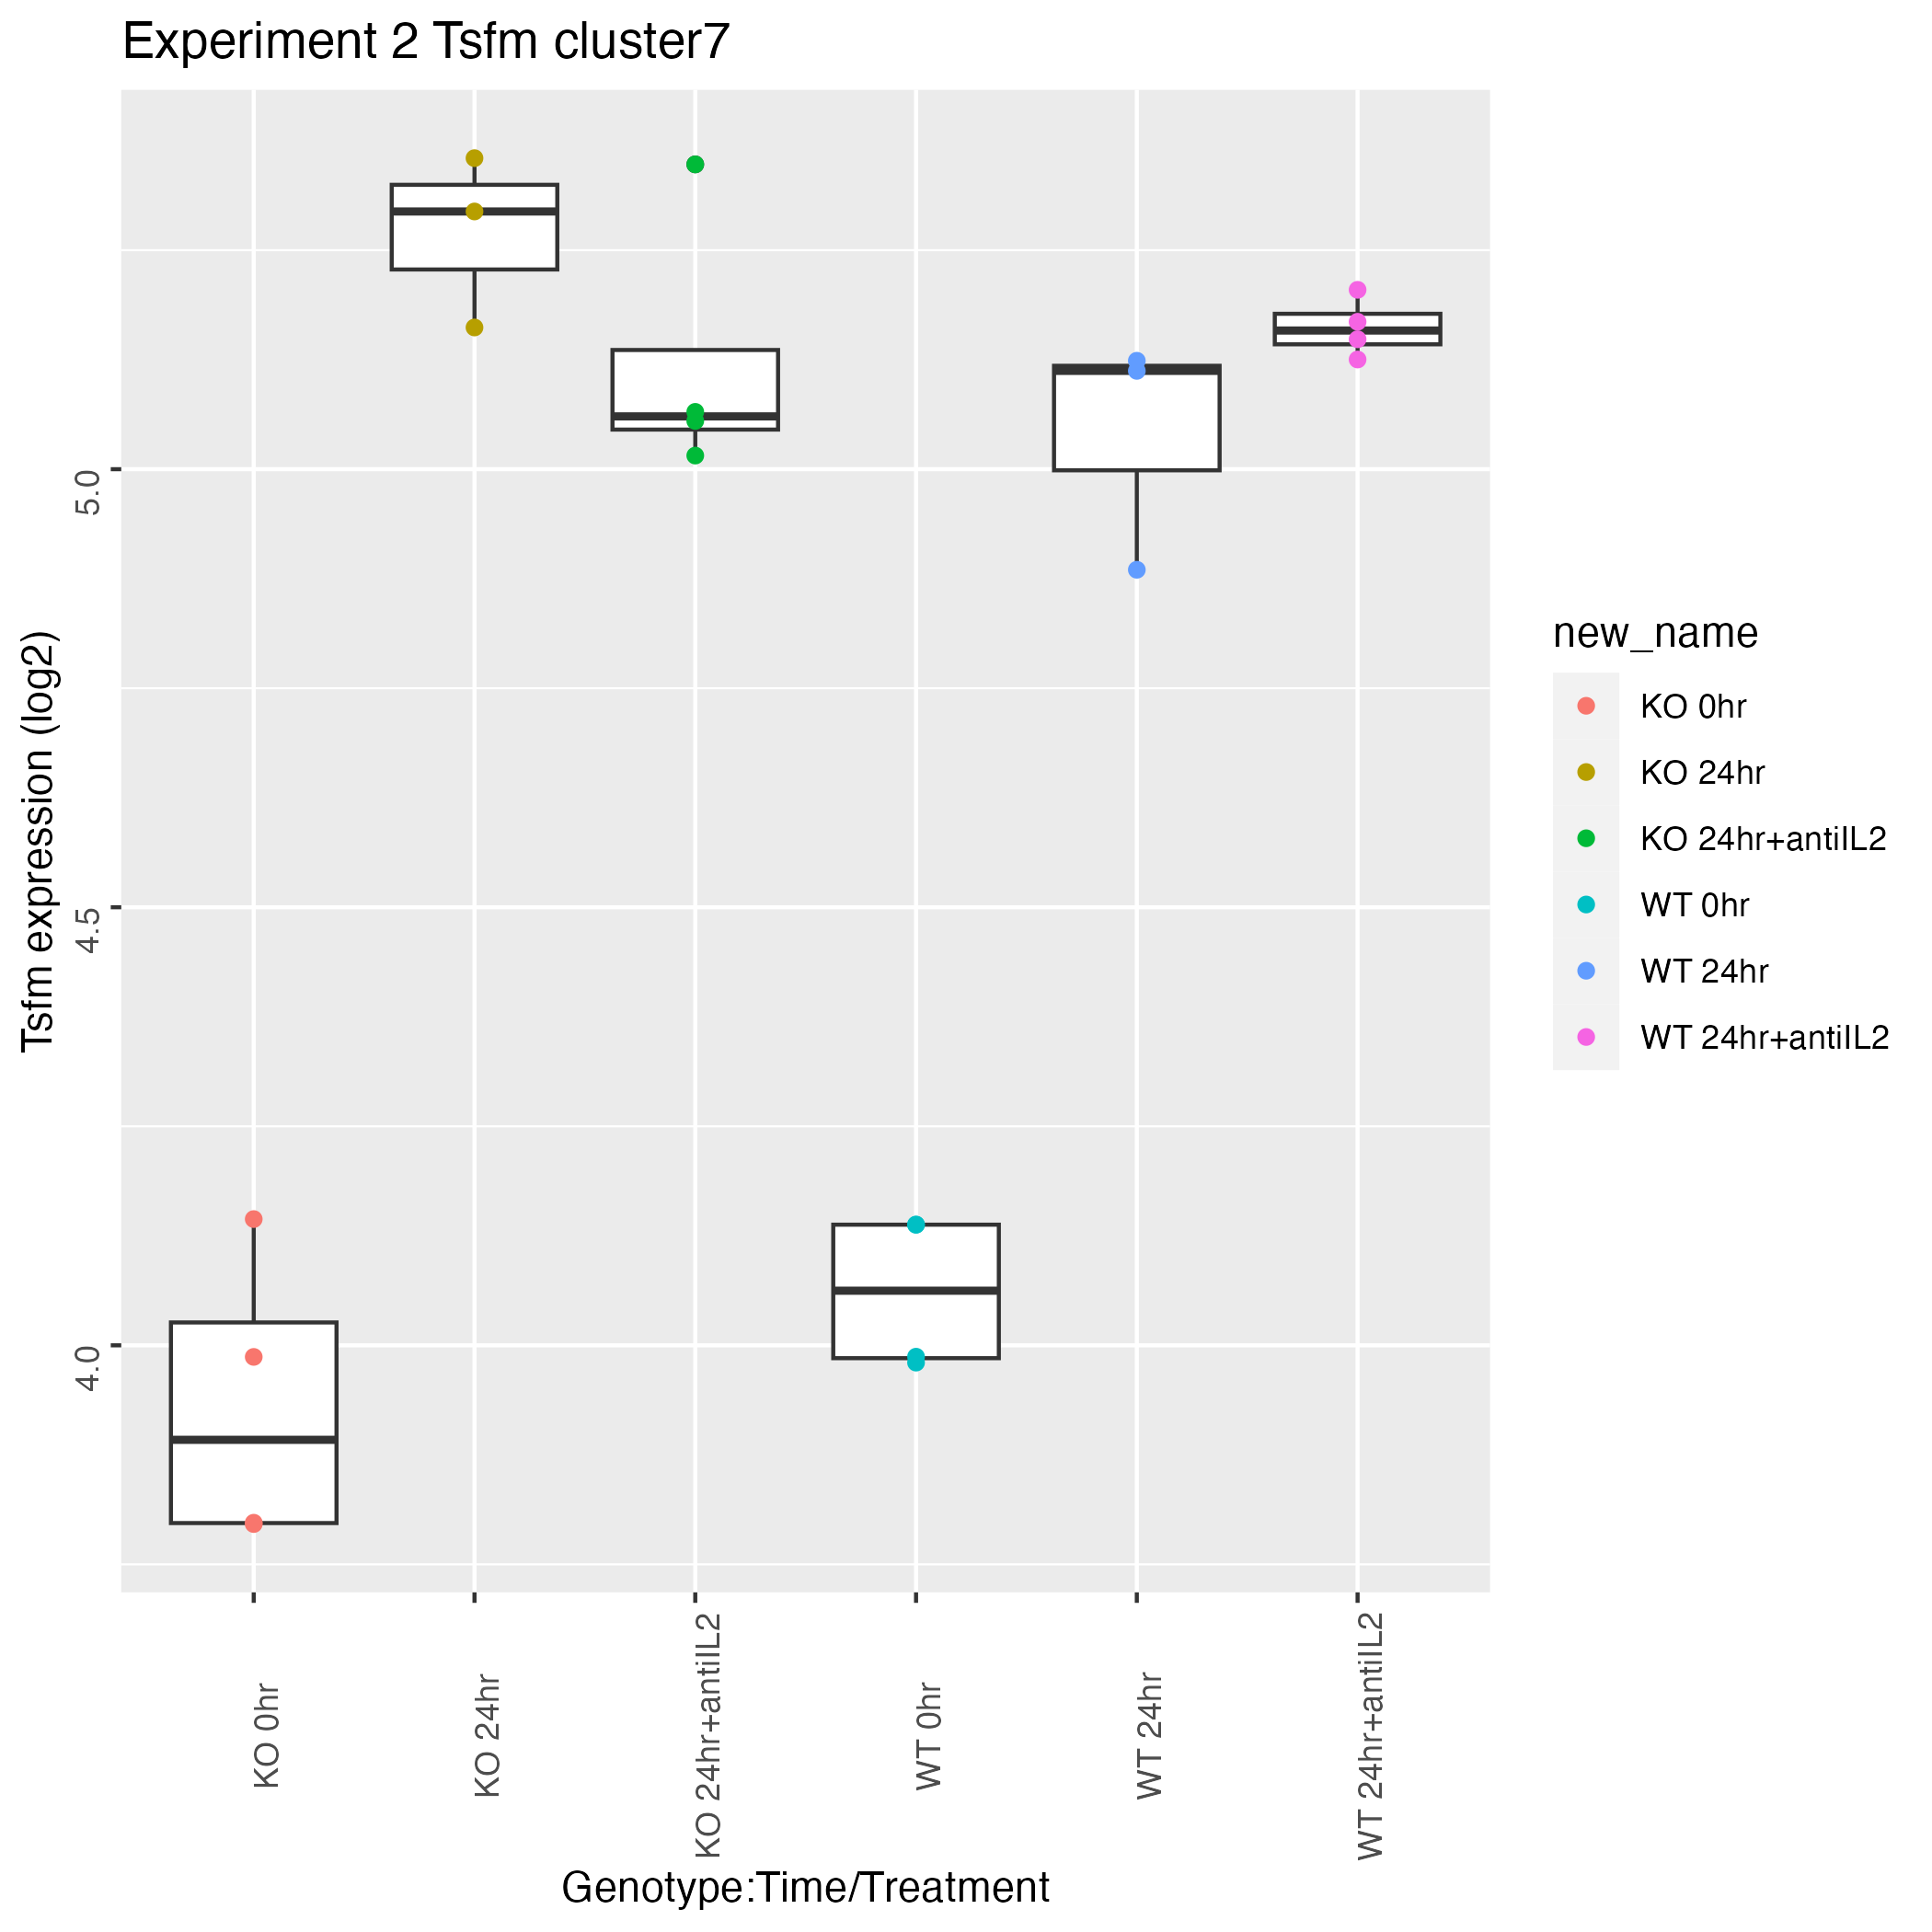 Experiment 2 Tsfm cluster7
Tsfm expression (log2)
5.0
4.5
4.0
KO 0hr
KO 24hr
KO 24hr+antiIL2
WT 0hr
WT 24hr
WT 24hr+antiIL2
Genotype:Time/Treatment
new_name
KO 0hr
KO 24hr
KO 24hr+antiIL2
WT 0hr
WT 24hr
WT 24hr+antiIL2